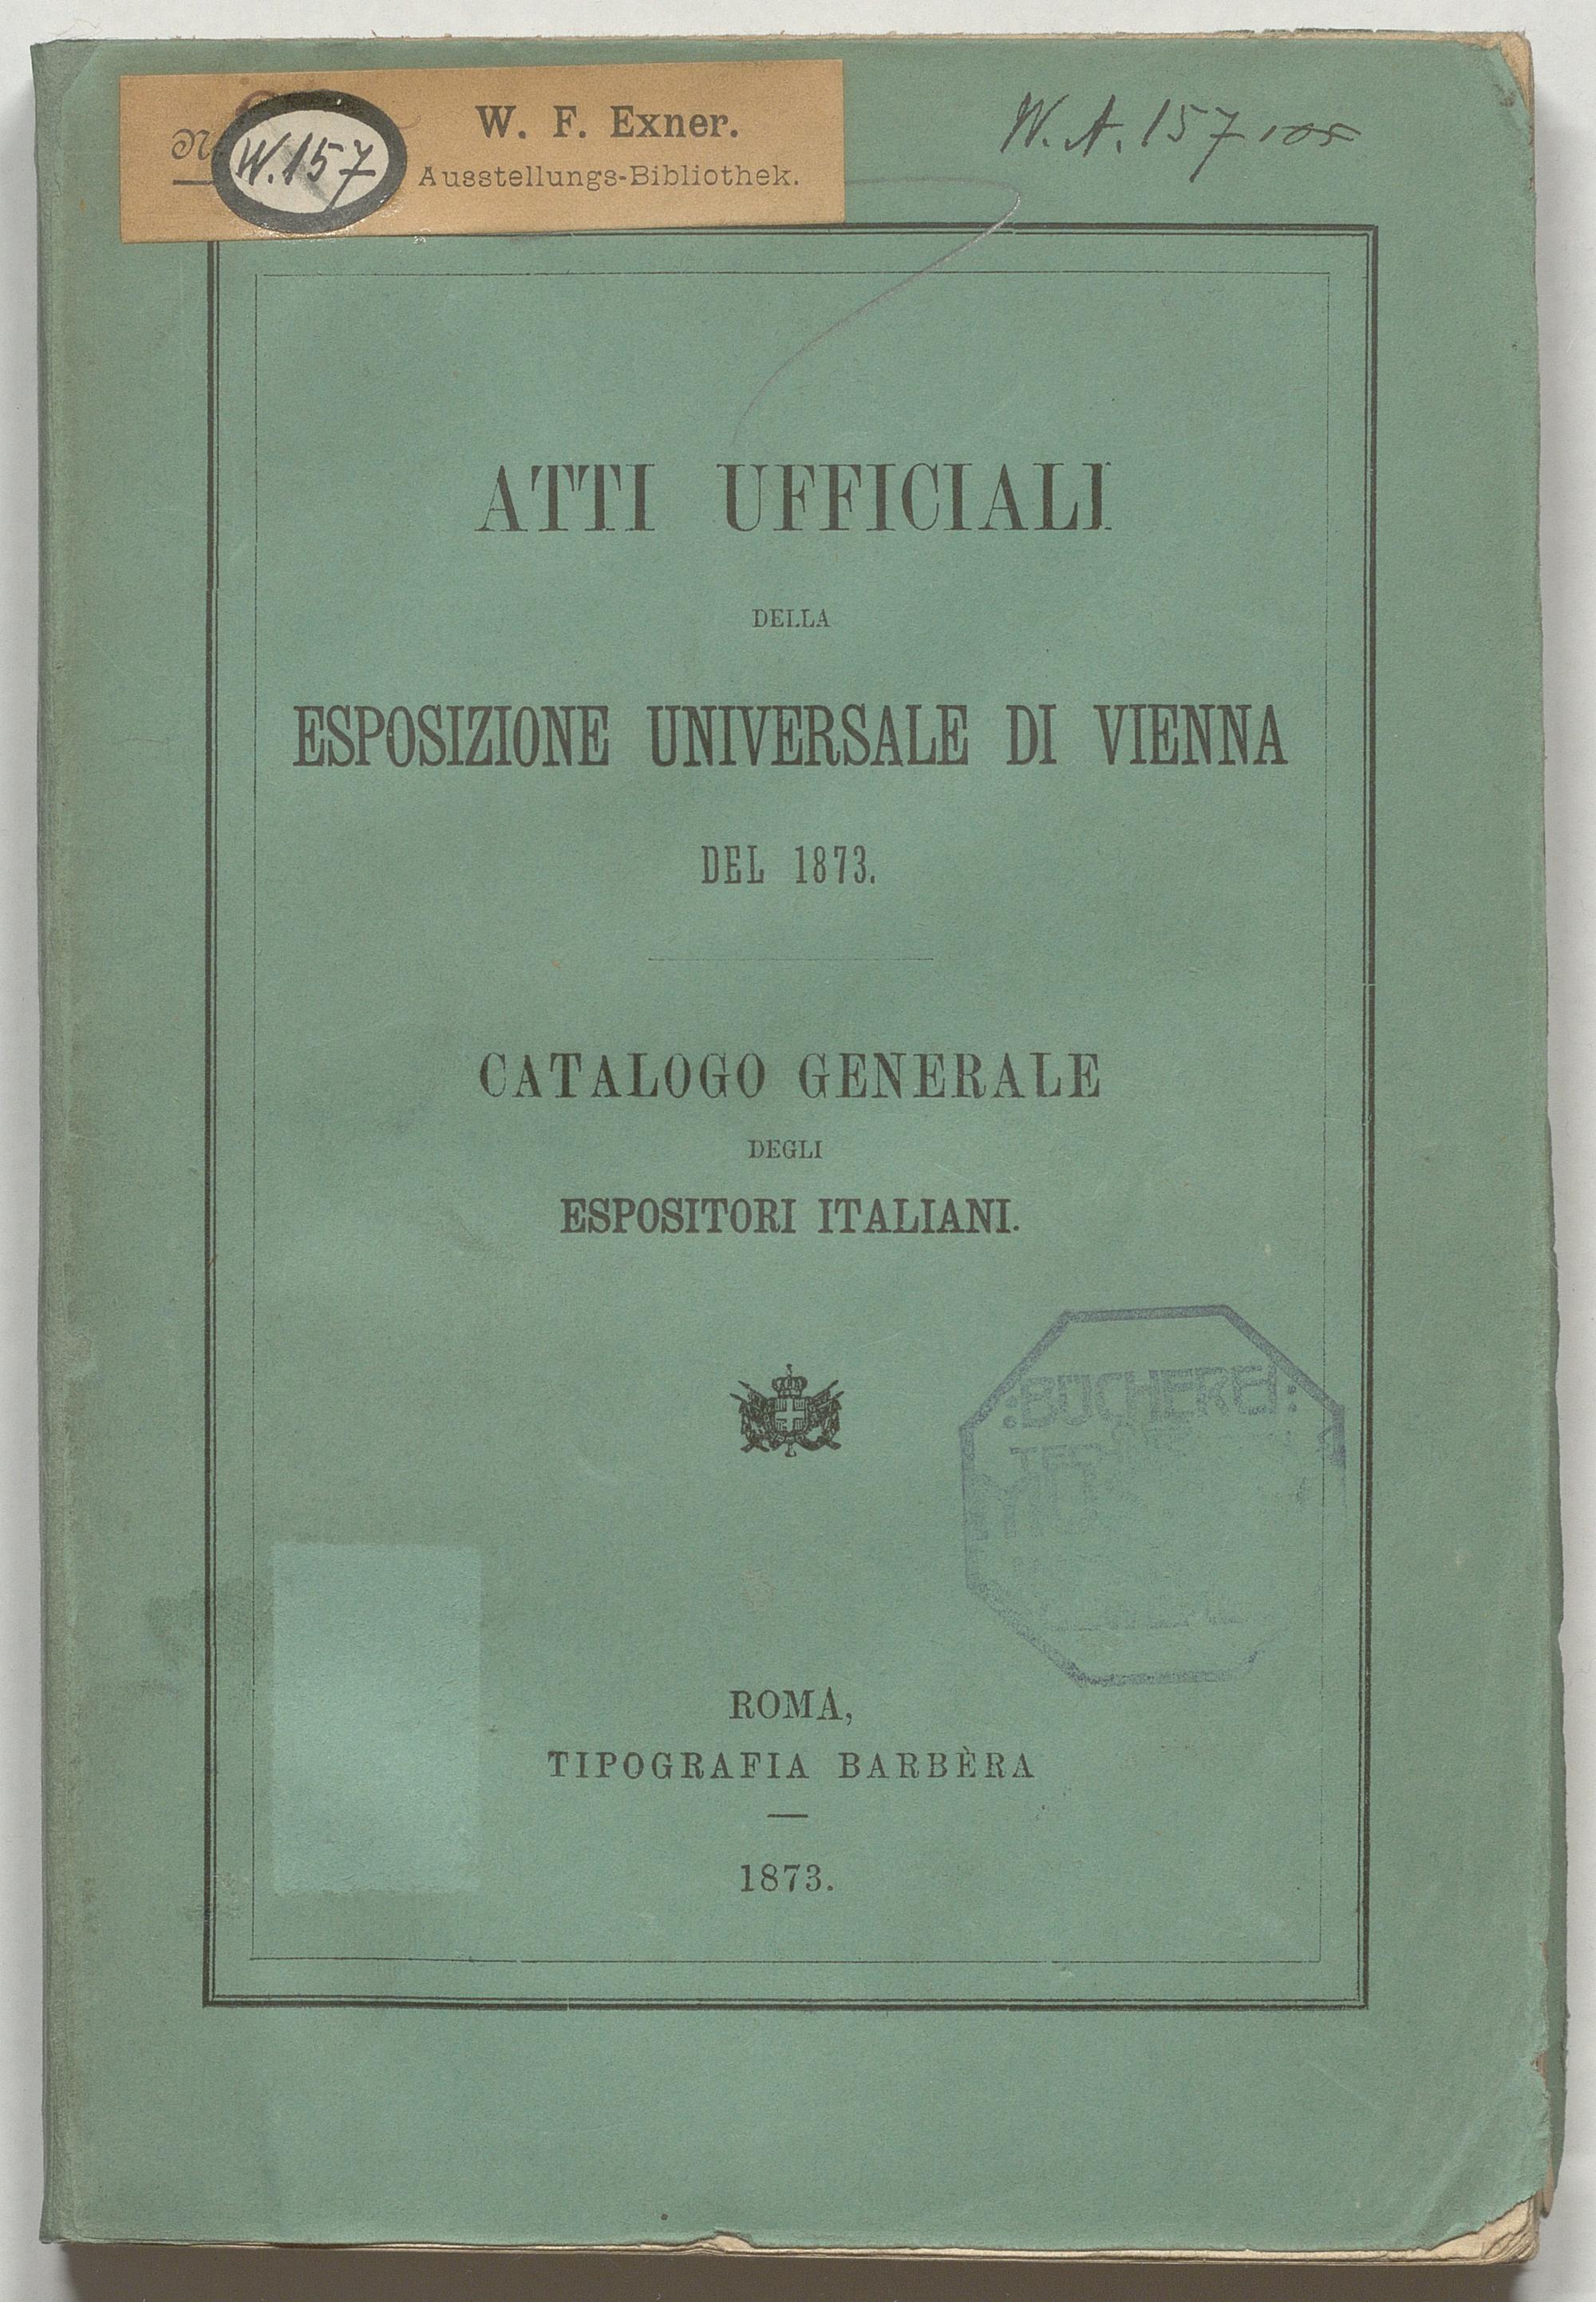 W. F. Exner.
Ausstellungs-Bibliothek.
W.157
W. A. 157
ATTI UFFICIALI
DELLA
ESPOSIZIONE UNIVERSALE DI VIENNA
DEL 1873.
CATALOGO GENERALE
DEGLI
ESPOSITORI ITALIANI.
:BÜCHEREI:
ROMA,
TIPOGRAFIA BARBÈRA
1873.